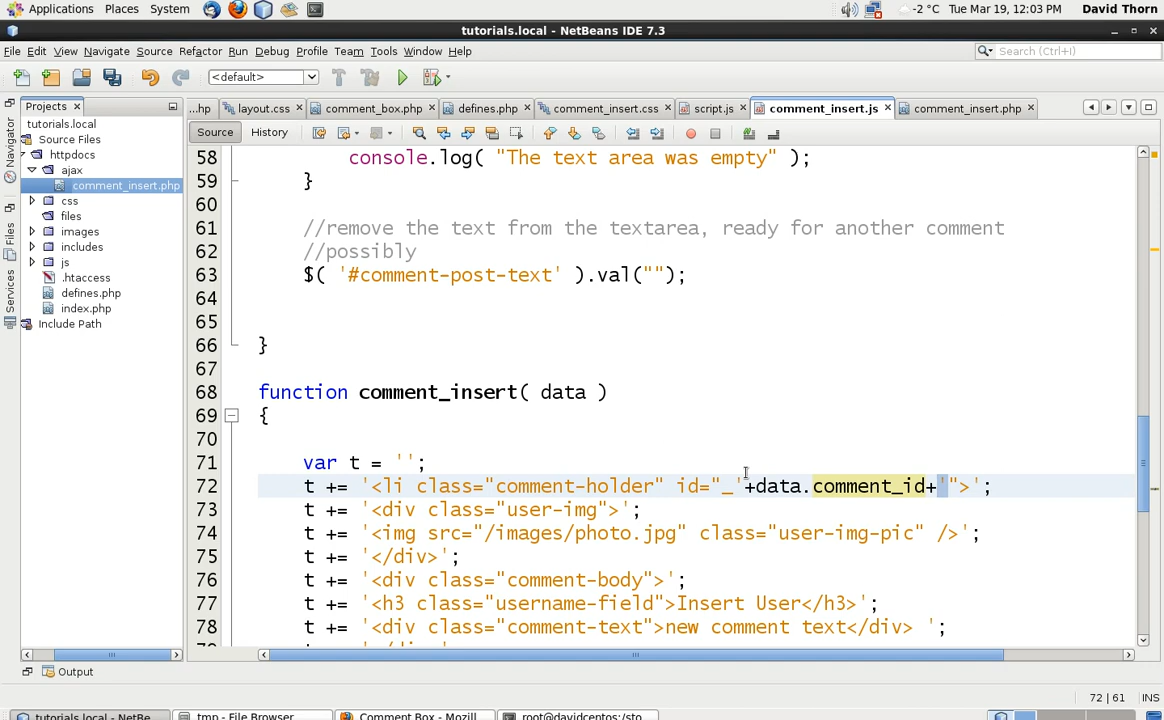 Applications Places System -2 °C Tue Mar 19, 12:03 PM David Thorn
tutorials.local - NetBeans IDE 7.3
File Edit View Navigate Source Refactor Run Debug Profile Team Tools Window Help Search (Ctrl+I)
<default>
Projects ...hp layout.css comment_box.php defines.php comment_insert.css script.js comment_insert.js comment_insert.php
Source History
Navigator
Files
Services
tutorials.local
Source Files
httpdocs
ajax
comment_insert.php
css
files
images
includes
js
.htaccess
defines.php
index.php
Include Path
58 console.log( "The text area was empty" );
59 }
60
61 //remove the text from the textarea, ready for another comment
62 //possibly
63 $( '#comment-post-text' ).val("");
64
65
66 }
67
68 function comment_insert( data )
69 {
70
71 var t = '';
72 t += '<li class="comment-holder" id="_'+data.comment_id+'">';
73 t += '<div class="user-img">';
74 t += '<img src="/images/photo.jpg" class="user-img-pic" />';
75 t += '</div>';
76 t += '<div class="comment-body">';
77 t += '<h3 class="username-field">Insert User</h3>';
78 t += '<div class="comment-text">new comment text</div> ';
Output
72 | 61 INS
tutorials.local - NetBe... tmp - File Browser Comment Box - Mozill... root@davidcentos:/sto...